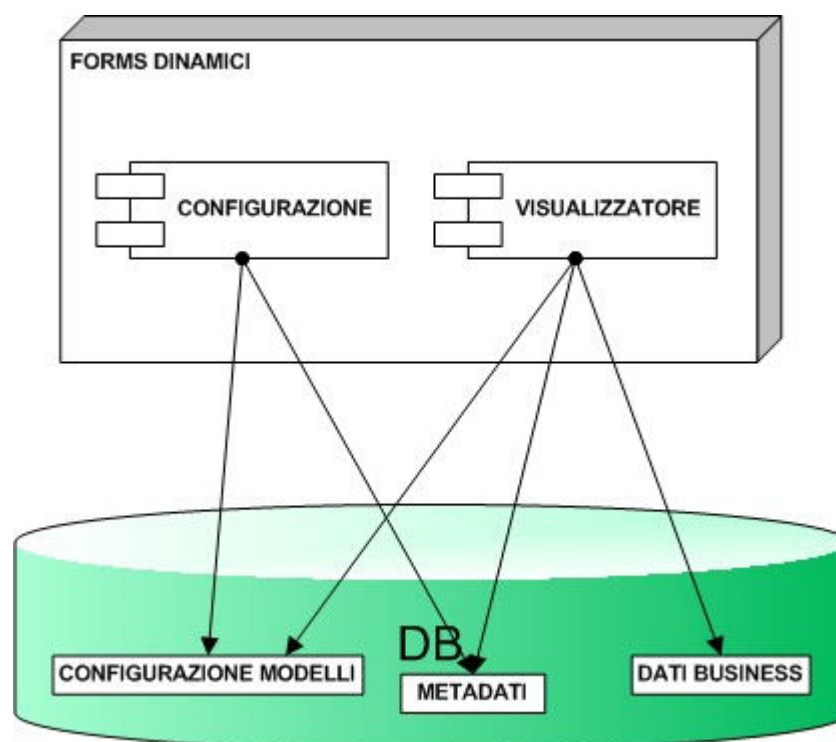 FORMS DINAMICI
CONFIGURAZIONE
VISUALIZZATORE
DB
CONFIGURAZIONE MODELLI
METADATI
DATI BUSINESS